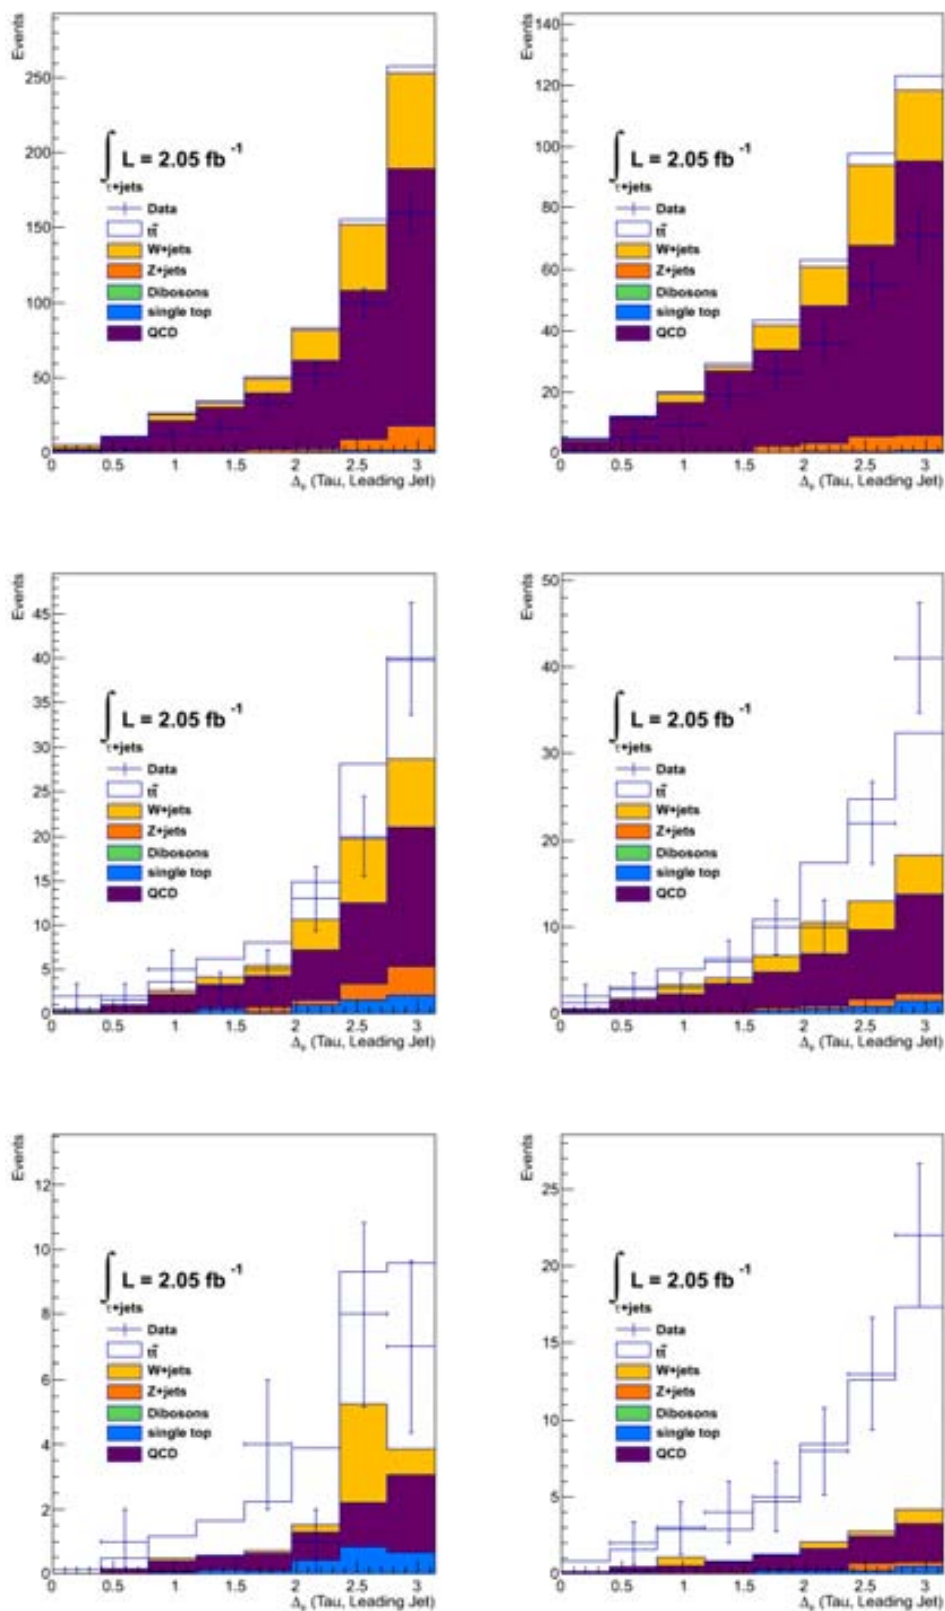 Events
250
200
150
100
50
0
∫ L = 2.05 fb -1
τ+jets
Data
tt̄
W+jets
Z+jets
Dibosons
single top
QCD
0.5 1 1.5 2 2.5 3
Δφ (Tau, Leading Jet)
Events
140
120
100
80
60
40
20
0
∫ L = 2.05 fb -1
τ+jets
Data
tt̄
W+jets
Z+jets
Dibosons
single top
QCD
0.5 1 1.5 2 2.5 3
Δφ (Tau, Leading Jet)
Events
45
40
35
30
25
20
15
10
5
0
∫ L = 2.05 fb -1
τ+jets
Data
tt̄
W+jets
Z+jets
Dibosons
single top
QCD
0.5 1 1.5 2 2.5 3
Δφ (Tau, Leading Jet)
Events
50
40
30
20
10
0
∫ L = 2.05 fb -1
τ+jets
Data
tt̄
W+jets
Z+jets
Dibosons
single top
QCD
0.5 1 1.5 2 2.5 3
Δφ (Tau, Leading Jet)
Events
12
10
8
6
4
2
0
∫ L = 2.05 fb -1
τ+jets
Data
tt̄
W+jets
Z+jets
Dibosons
single top
QCD
0.5 1 1.5 2 2.5 3
Δφ (Tau, Leading Jet)
Events
25
20
15
10
5
0
∫ L = 2.05 fb -1
τ+jets
Data
tt̄
W+jets
Z+jets
Dibosons
single top
QCD
0.5 1 1.5 2 2.5 3
Δφ (Tau, Leading Jet)